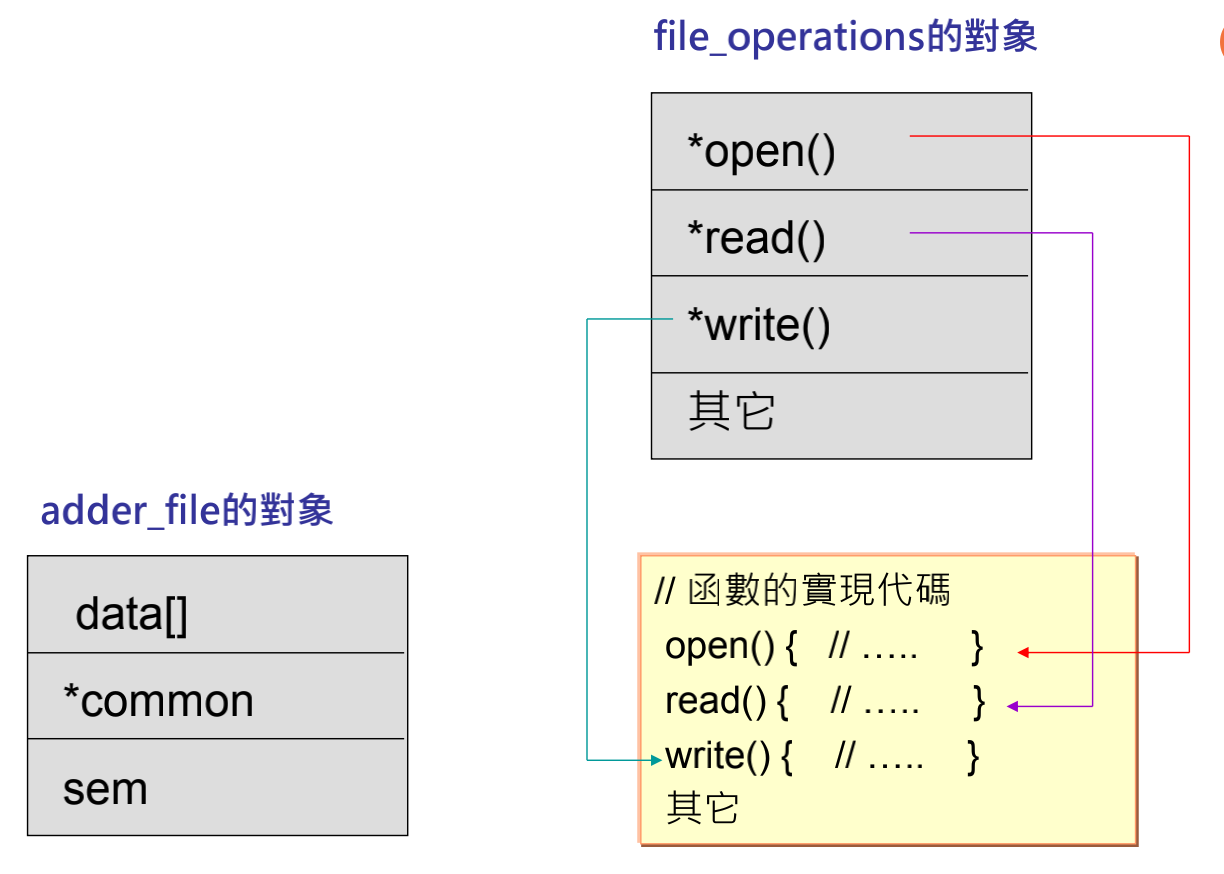 file_operations的對象
*open()
*read()
*write()
其它
adder_file的對象
data[]
*common
sem
// 函數的實現代碼
open() { // ….. }
read() { // ….. }
write() { // ….. }
其它